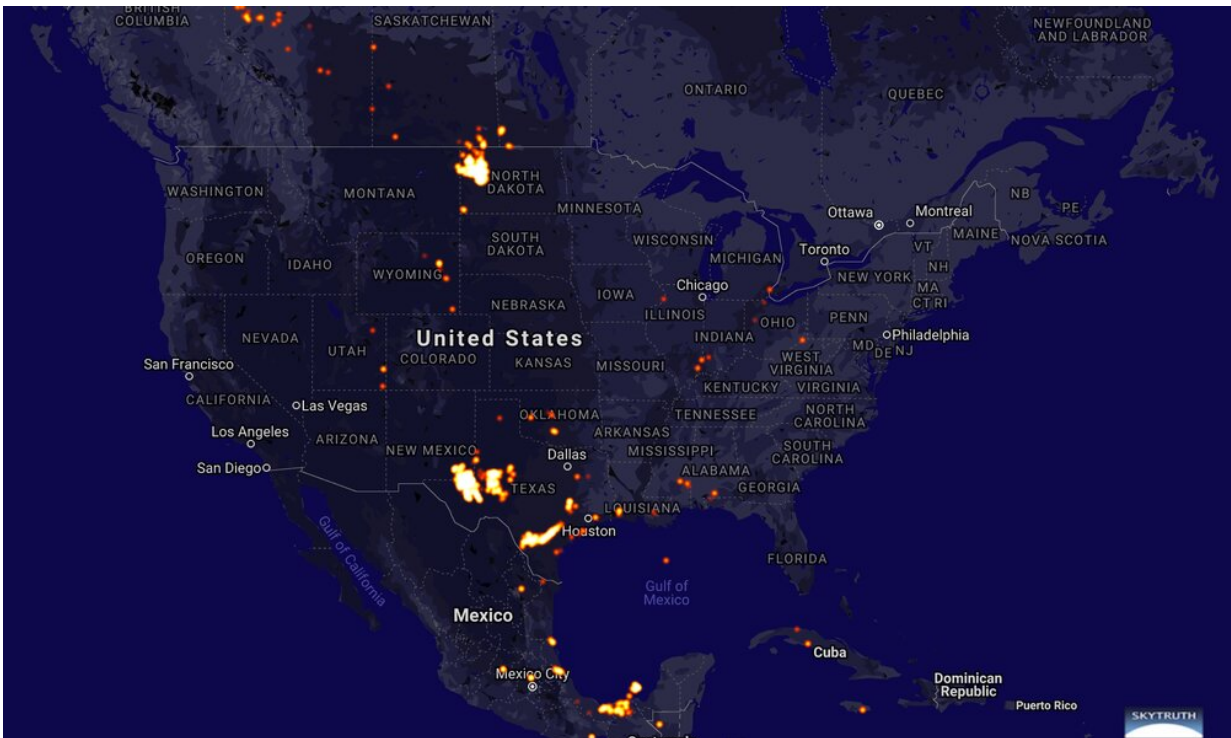 BRITISH
COLUMBIA
SASKATCHEWAN
NEWFOUNDLAND
AND LABRADOR
ONTARIO
QUEBEC
WASHINGTON
MONTANA
NORTH
DAKOTA
MINNESOTA
Ottawa
Montreal
NB
PE
MAINE
NOVA SCOTIA
OREGON
IDAHO
WYOMING
SOUTH
DAKOTA
WISCONSIN
MICHIGAN
Toronto
VT
NH
NEW YORK
MA
CT RI
NEBRASKA
IOWA
Chicago
ILLINOIS
INDIANA
OHIO
PENN
Philadelphia
MD
DE
NJ
NEVADA
UTAH
COLORADO
United States
KANSAS
MISSOURI
WEST
VIRGINIA
KENTUCKY
VIRGINIA
San Francisco
CALIFORNIA
Las Vegas
OKLAHOMA
TENNESSEE
NORTH
CAROLINA
Los Angeles
ARIZONA
NEW MEXICO
ARKANSAS
MISSISSIPPI
SOUTH
CAROLINA
San Diego
Dallas
TEXAS
ALABAMA
GEORGIA
LOUISIANA
Houston
FLORIDA
Gulf of California
Gulf of
Mexico
Mexico
Mexico City
Cuba
Dominican
Republic
Puerto Rico
SKYTRUTH